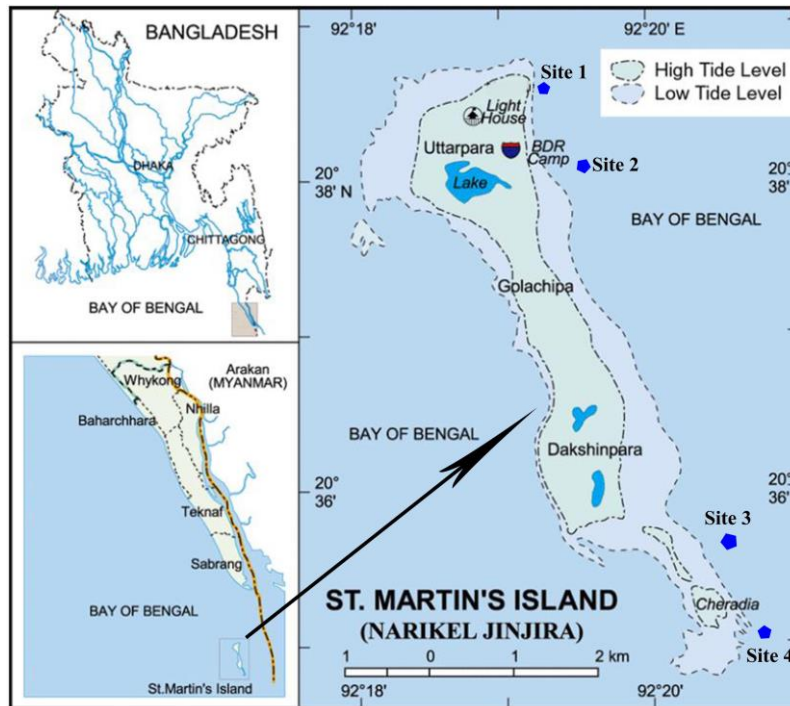 BANGLADESH
DHAKA
CHITTAGONG
BAY OF BENGAL
Arakan
(MYANMAR)
Whykong
Nhilla
Baharchhara
Teknaf
Sabrang
BAY OF BENGAL
St.Martin's Island
92°18'
92°20' E
Site 1
High Tide Level
Low Tide Level
Light
House
Uttarpara
BDR
Camp
Site 2
20°
38' N
20°
38'
Lake
BAY OF BENGAL
Golachipa
BAY OF BENGAL
Dakshinpara
20°
36'
20°
36'
Site 3
ST. MARTIN'S ISLAND
(NARIKEL JINJIRA)
Cheradia
Site 4
1 0 1 2 km
92°18'
92°20'